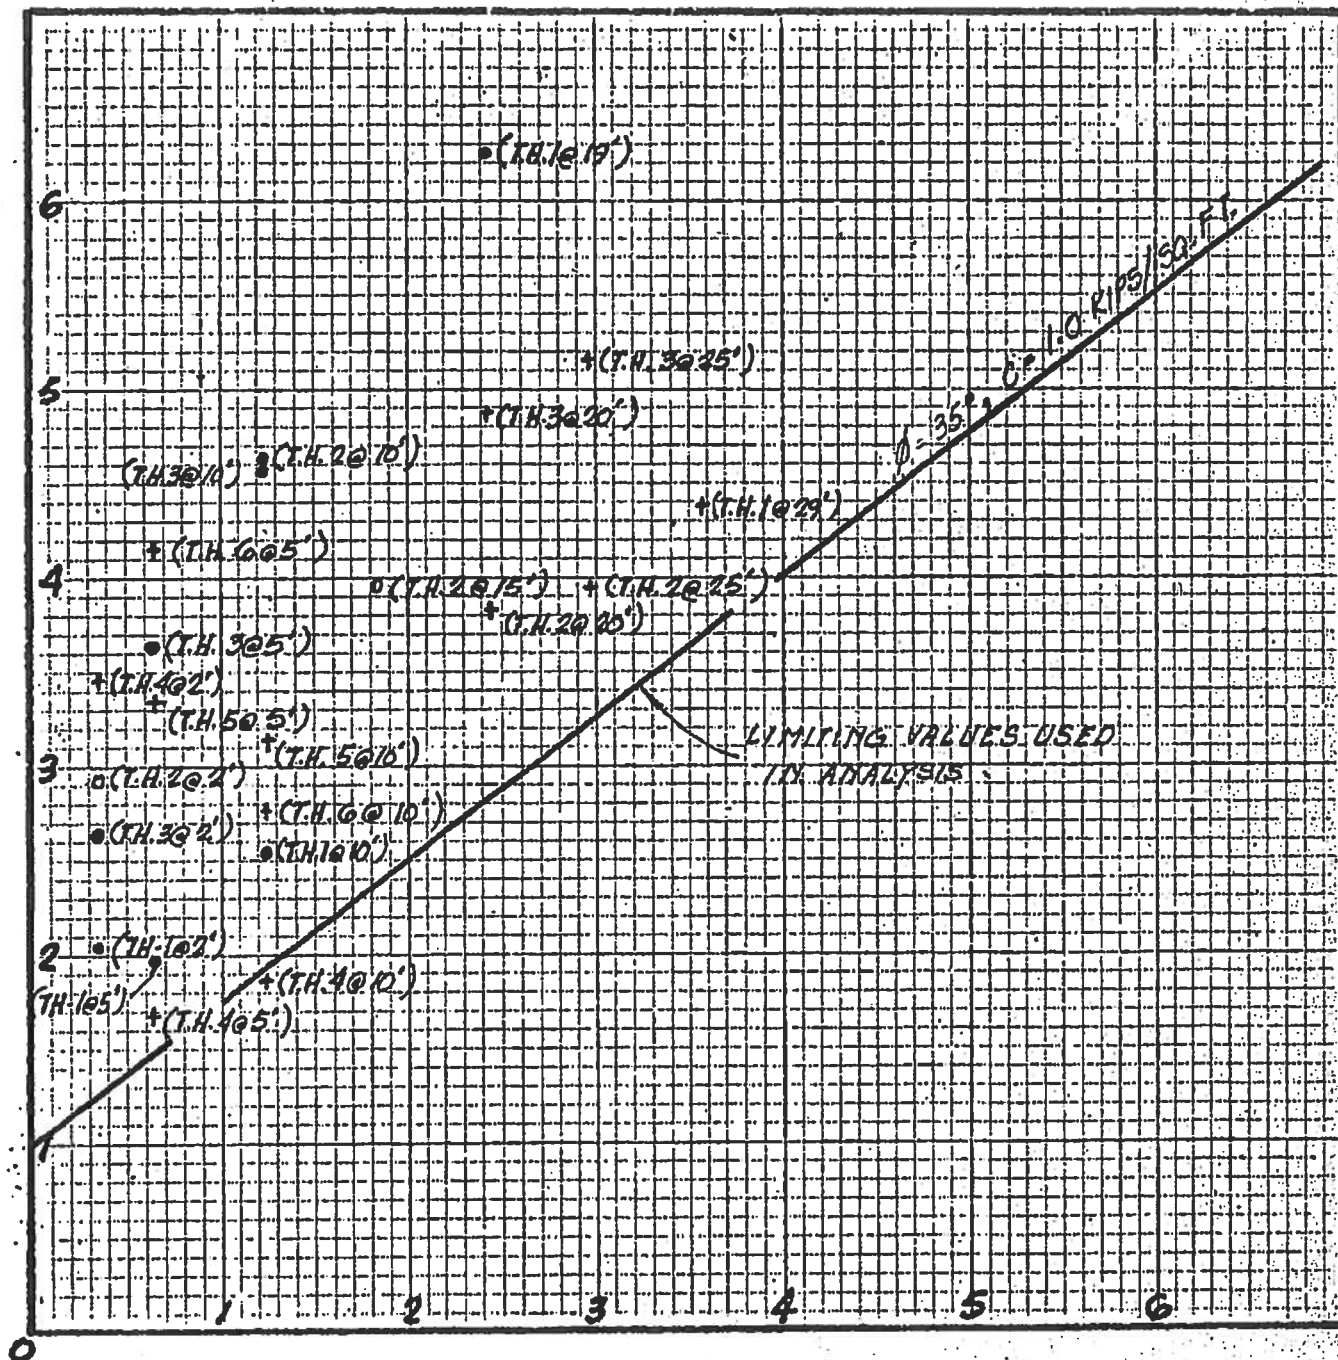 (T.H.1@19')
6
φ=35°, C=1.0 KIPS/SQ.FT.
+(T.H. 3@25')
5
+(T.H.3@20')
(T.H.3@10')
(T.H.2@10')
+(T.H.1@29')
+(T.H. 6@5')
4
(T.H.2@15')
+(T.H.2@25')
+(T.H.2@20')
(T.H. 3@5')
+(T.H.4@2')
+(T.H.5@5')
+(T.H. 5@10')
LIMITING VALUES USED
IN ANALYSIS
3
(T.H.2@2')
+(T.H.6@10')
(T.H.3@2')
(T.H.1@10')
2
(T.H-1@2')
(TH-1@5')
+(T.H.4@10')
+(T.H.4@5')
1
1
2
3
4
5
6
0